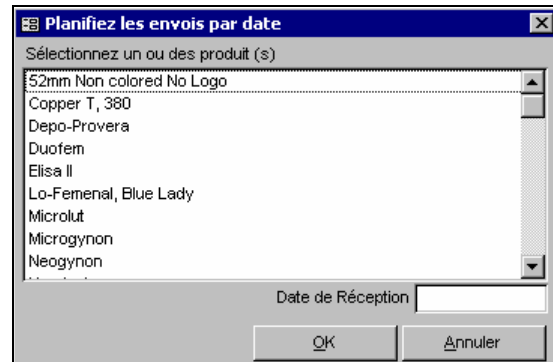 Planifiez les envois par date
Sélectionnez un ou des produit (s)
52mm Non colored No Logo
Copper T, 380
Depo-Provera
Duofem
Elisa II
Lo-Femenal, Blue Lady
Microlut
Microgynon
Neogynon
Date de Réception
OK
Annuler